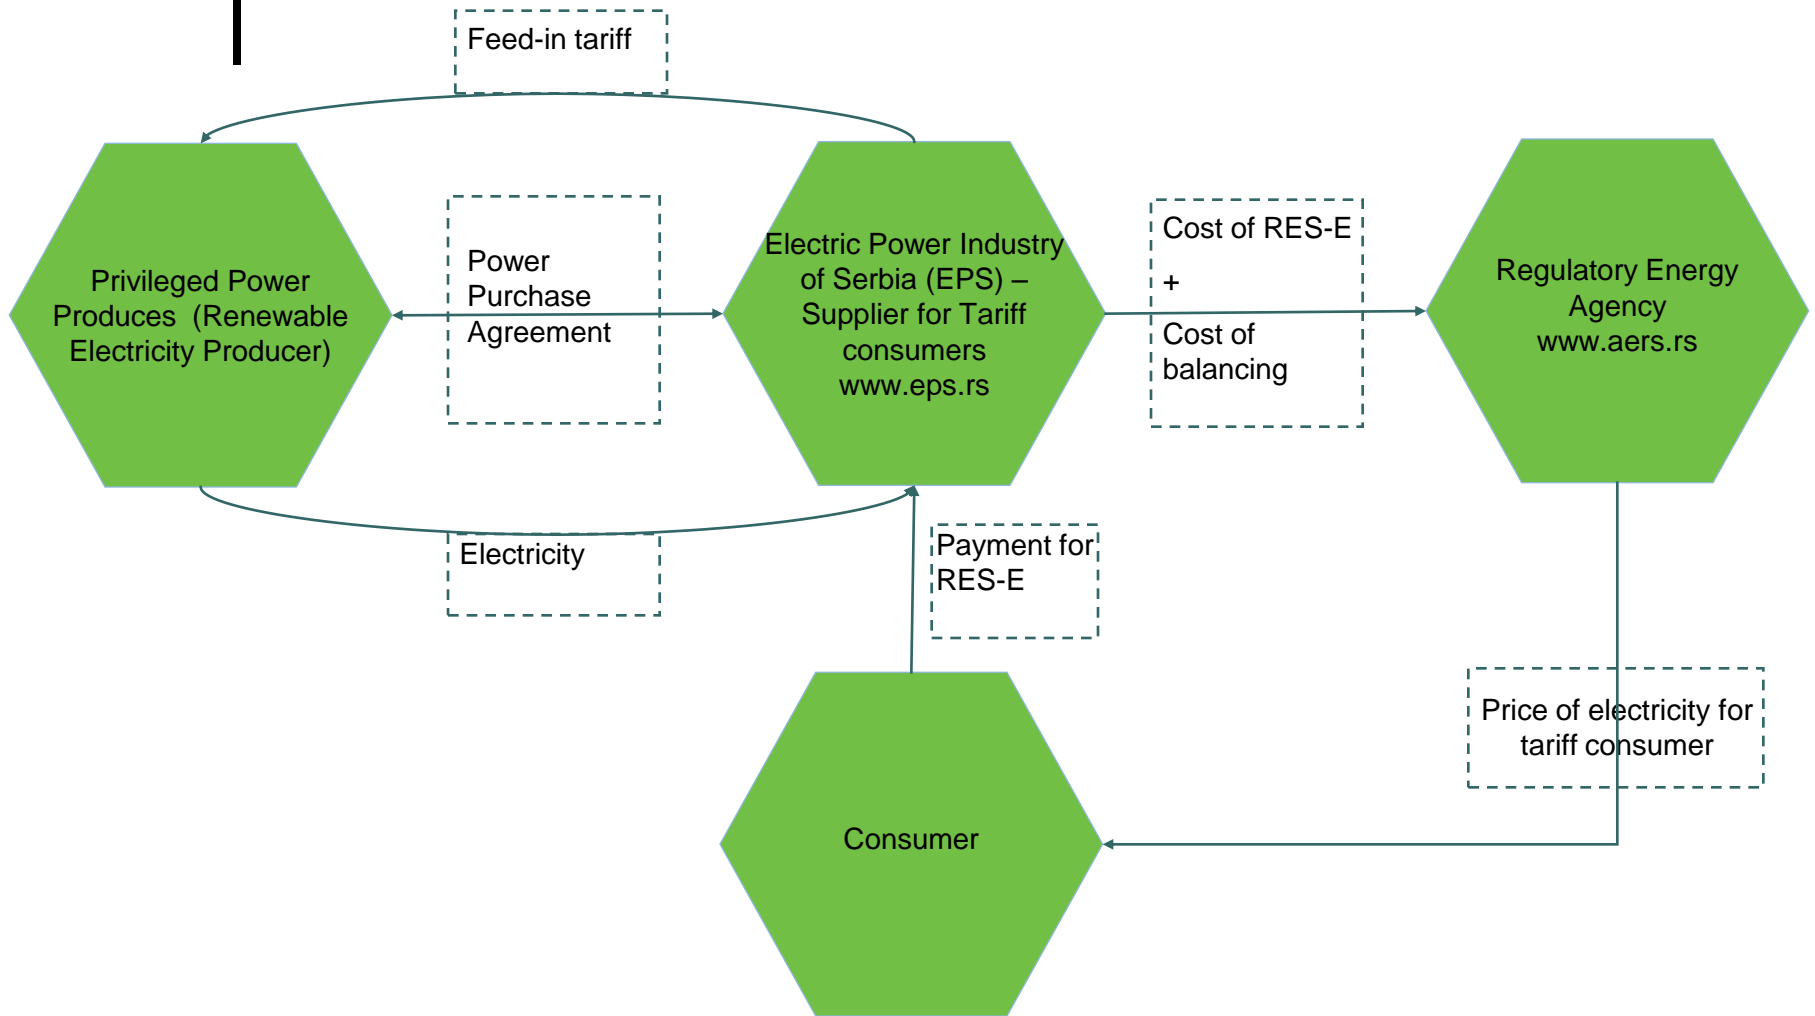 Feed-in tariff
Privileged Power
Produces  (Renewable
Electricity Producer)
Power
Purchase
Agreement
Electric Power Industry
of Serbia (EPS) –
Supplier for Tariff
consumers
www.eps.rs
Cost of RES-E
+
Cost of
balancing
Regulatory Energy
Agency
www.aers.rs
Electricity
Payment for
RES-E
Price of electricity for
tariff consumer
Consumer